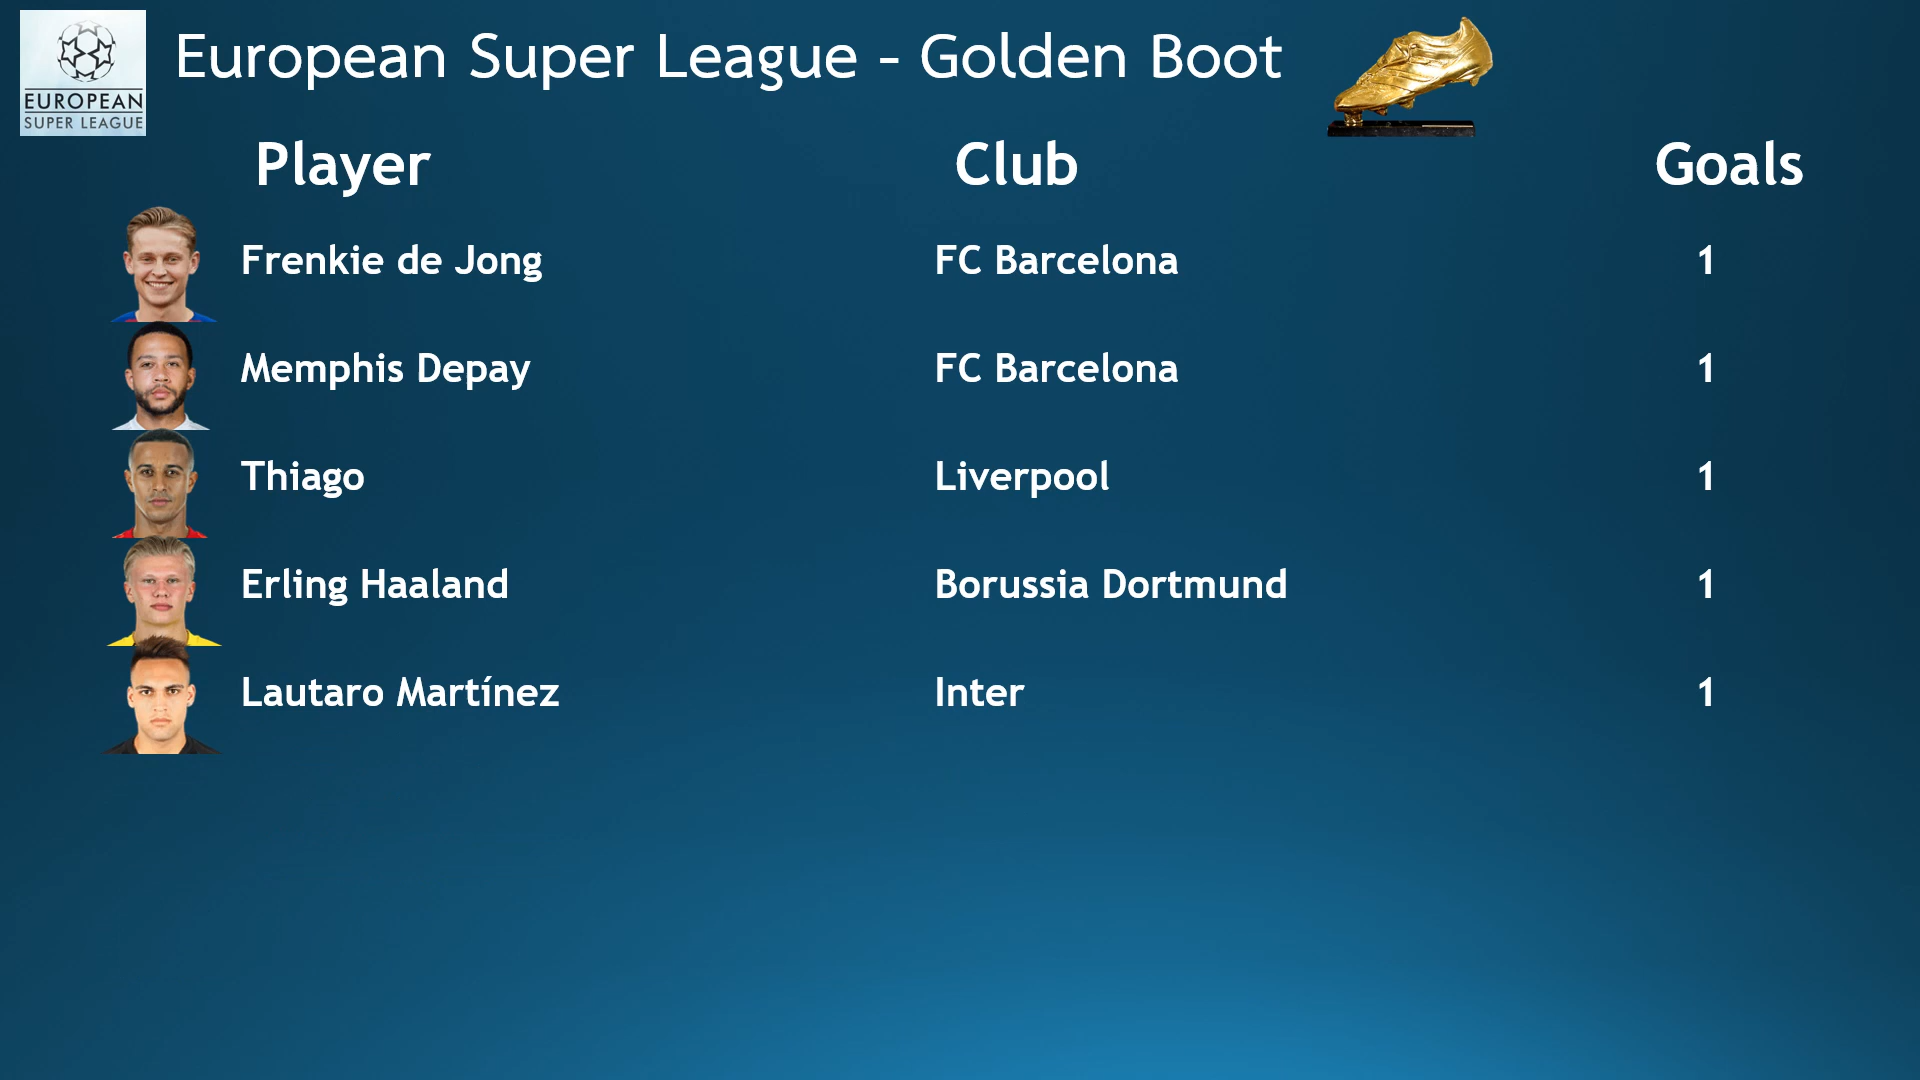 EUROPEAN
SUPER LEAGUE
European Super League - Golden Boot
Player Club Goals
Frenkie de Jong FC Barcelona 1
Memphis Depay FC Barcelona 1
Thiago Liverpool 1
Erling Haaland Borussia Dortmund 1
Lautaro Martínez Inter 1